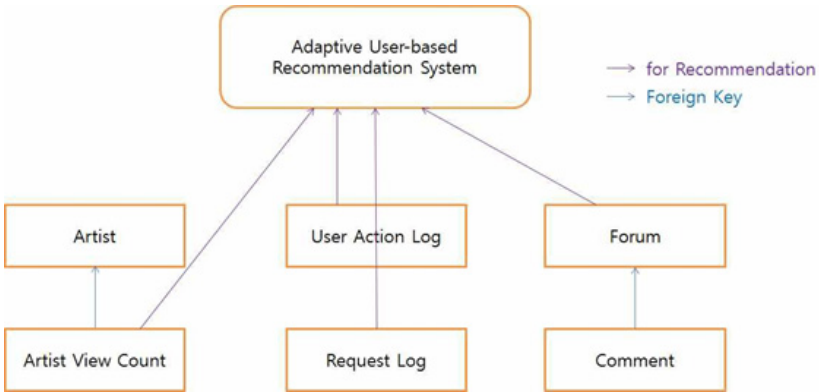 Adaptive User-based
Recommendation System
for Recommendation
Foreign Key
Artist
User Action Log
Forum
Artist View Count
Request Log
Comment